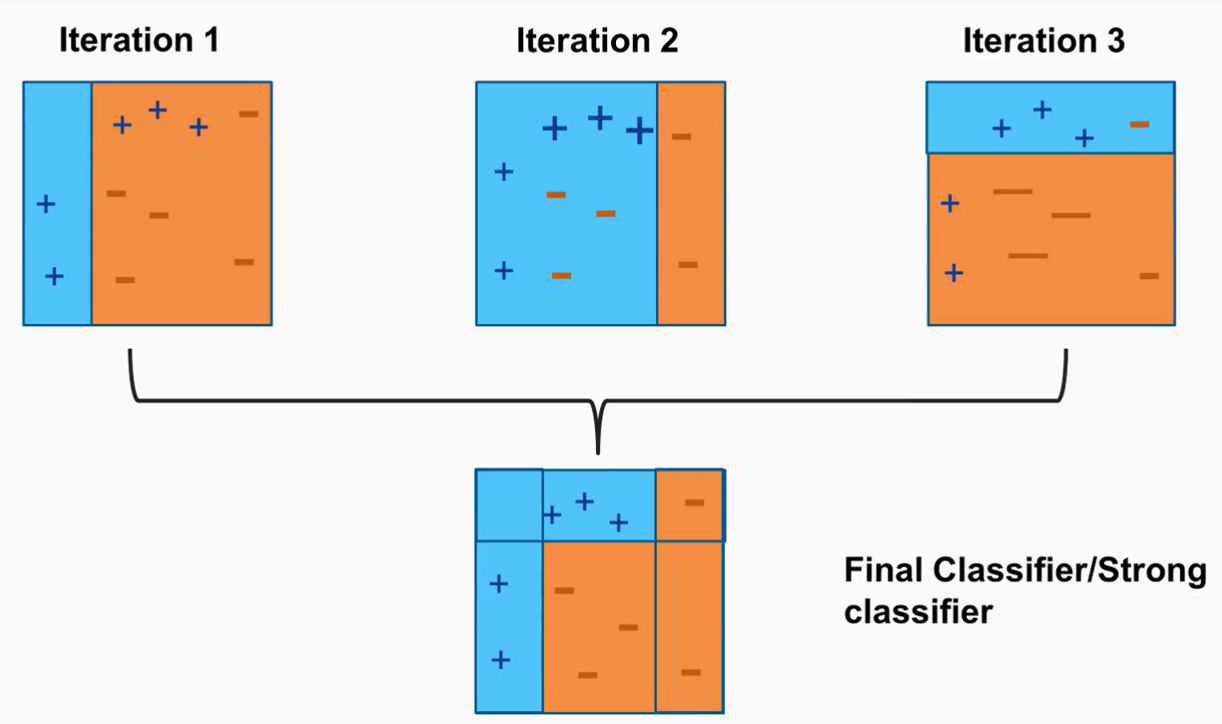 Iteration 1
Iteration 2
Iteration 3
Final Classifier/Strong
classifier